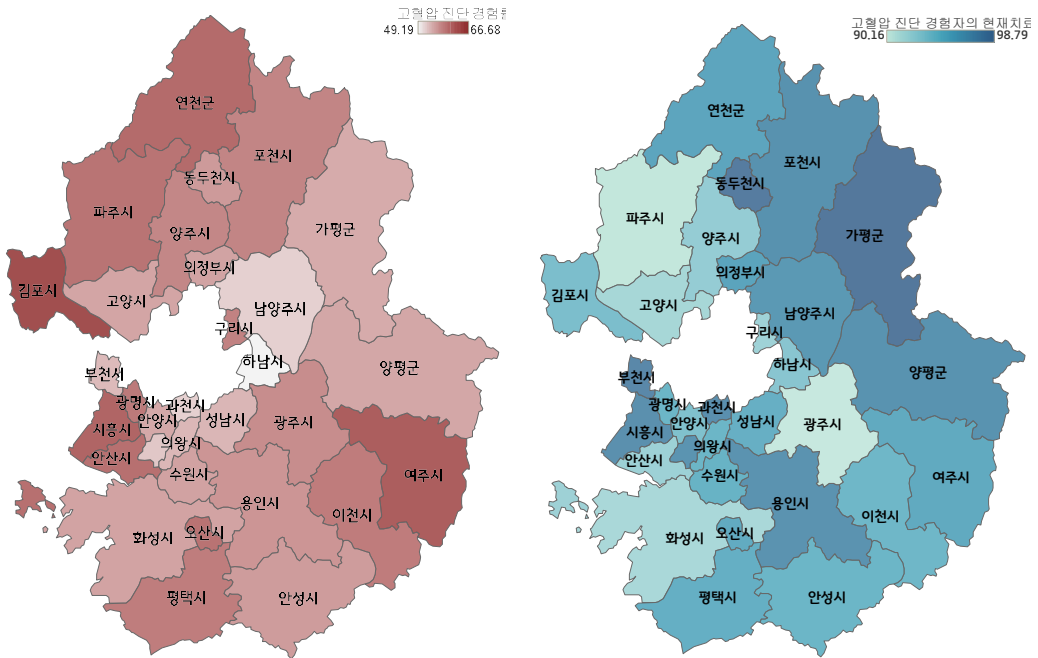 고혈압 진단 경험률
49.19 66.68
연천군
포천시
동두천시
파주시
양주시
가평군
의정부시
김포시
고양시
남양주시
구리시
하남시
양평군
부천시
광명시
과천시
시흥시
안양시
성남시
광주시
의왕시
안산시
수원시
여주시
용인시
이천시
화성시
오산시
평택시
안성시
고혈압 진단 경험자의 현재치료
90.16 98.79
연천군
포천시
동두천시
파주시
양주시
가평군
의정부시
김포시
고양시
남양주시
구리시
하남시
양평군
부천시
광명시
과천시
시흥시
안양시
성남시
광주시
의왕시
안산시
수원시
여주시
용인시
이천시
화성시
오산시
평택시
안성시